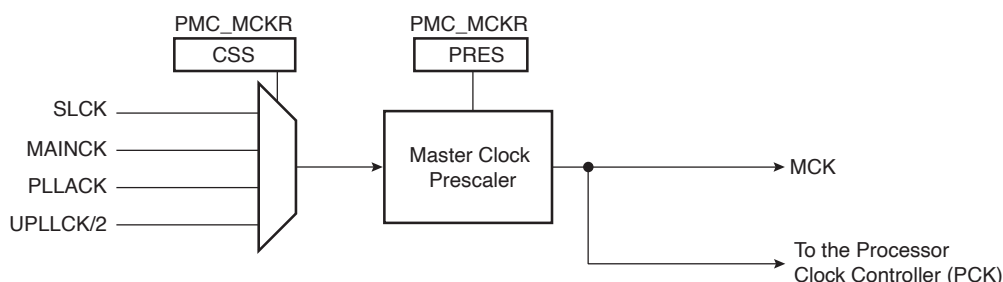 PMC_MCKR
PMC_MCKR
CSS
PRES
SLCK
MAINCK
PLLACK
UPLLCK/2
Master Clock
Prescaler
MCK
To the Processor
Clock Controller (PCK)